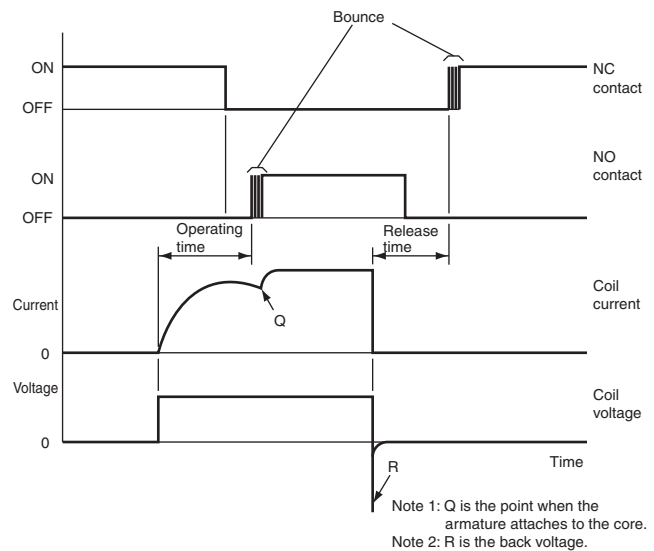 Bounce
ON
OFF
NC
contact
NO
contact
ON
OFF
Operating
time
Release
time
Current
0
Q
Coil
current
Voltage
0
Coil
voltage
R
Time
Note 1: Q is the point when the
armature attaches to the core.
Note 2: R is the back voltage.